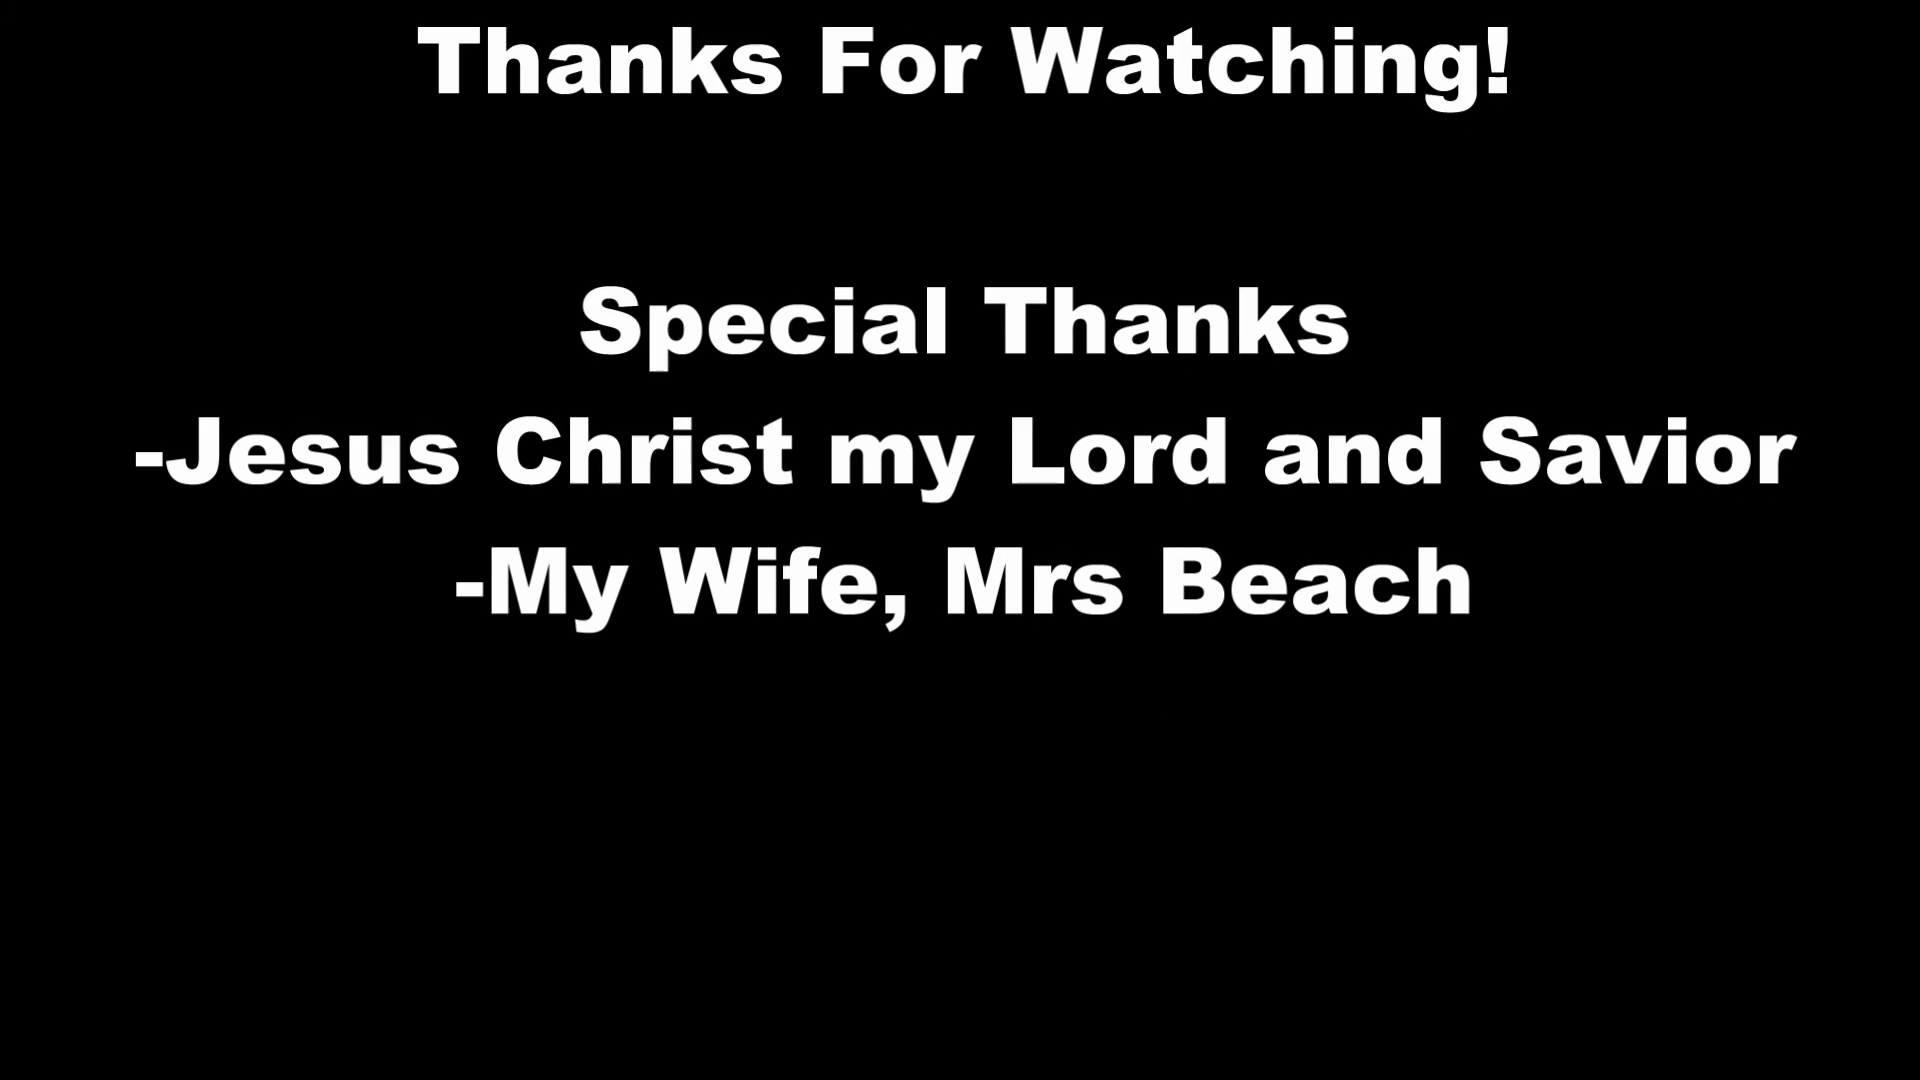 Thanks For Watching!
Special Thanks
-Jesus Christ my Lord and Savior
-My Wife, Mrs Beach